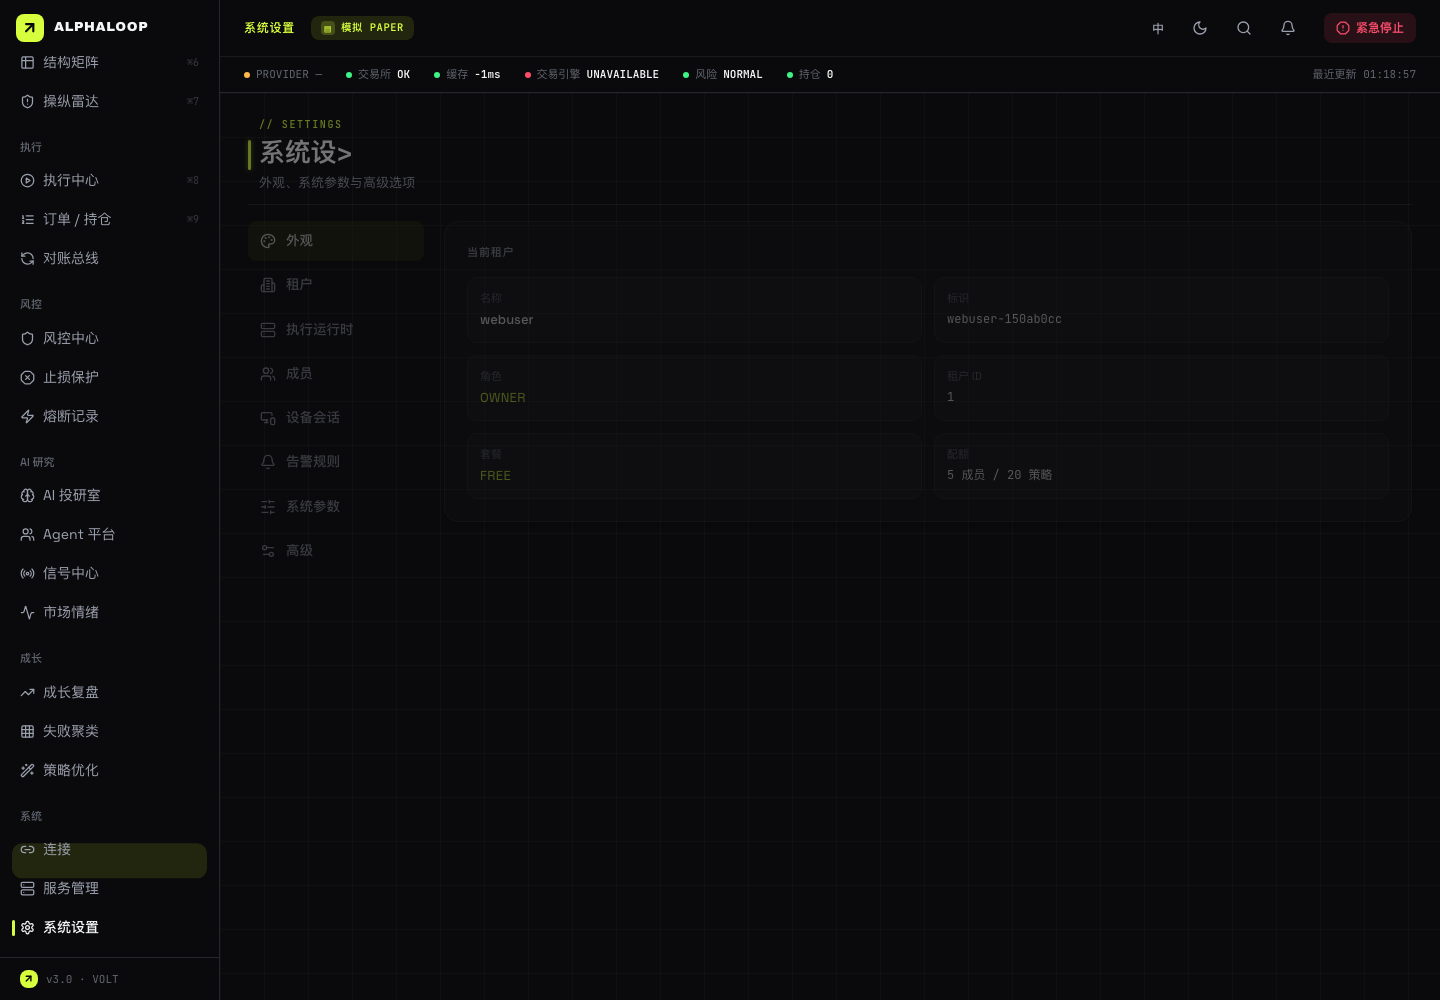 ALPHALOOP
结构矩阵 ⌘6
操纵雷达 ⌘7
执行
执行中心 ⌘8
订单 / 持仓 ⌘9
对账总线
风控
风控中心
止损保护
熔断记录
AI 研究
AI 投研室
Agent 平台
信号中心
市场情绪
成长
成长复盘
失败聚类
策略优化
系统
连接
服务管理
系统设置
v3.0 · VOLT
系统设置 模拟 PAPER 中 紧急停止
PROVIDER — 交易所 OK 缓存 -1ms 交易引擎 UNAVAILABLE 风险 NORMAL 持仓 0 最近更新 01:18:57
// SETTINGS
系统设>
外观、系统参数与高级选项
外观
租户
执行运行时
成员
设备会话
告警规则
系统参数
高级
当前租户
名称
webuser
标识
webuser-150ab0cc
角色
OWNER
租户 ID
1
套餐
FREE
配额
5 成员 / 20 策略